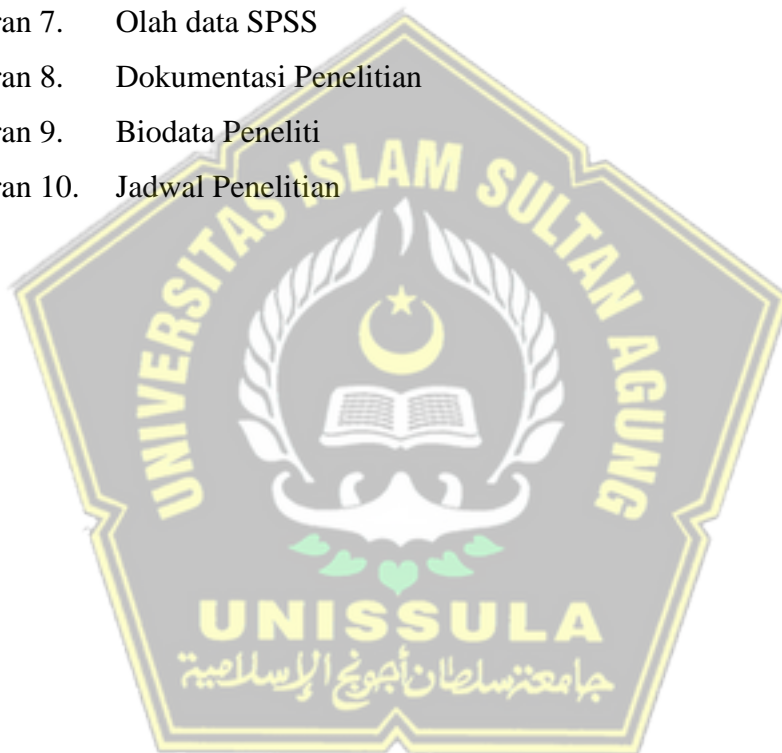 ran 7. Olah data SPSS
ran 8. Dokumentasi Penelitian
ran 9. Biodata Peneliti
ran 10. Jadwal Penelitian
UNIVERSITAS ISLAM SULTAN AGUNG
UNISSULA
جامعة سلطان أجونج الإسلامية